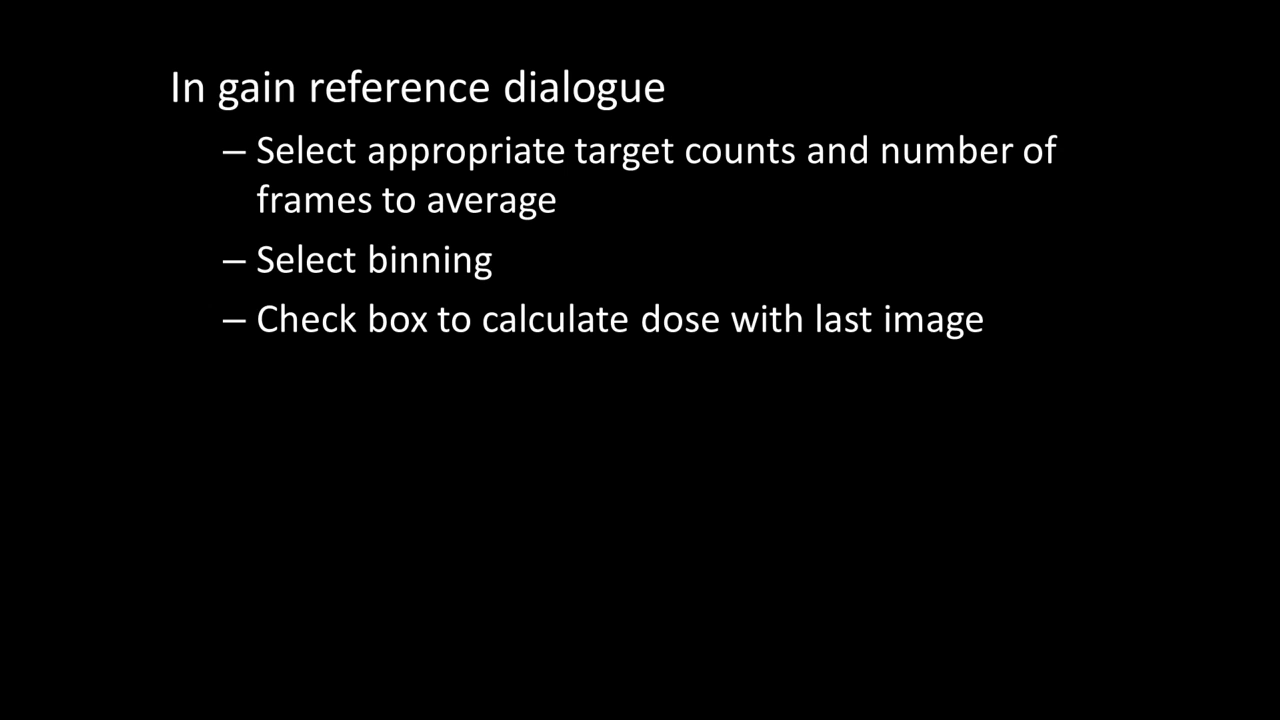 In gain reference dialogue
– Select appropriate target counts and number of
frames to average
– Select binning
– Check box to calculate dose with last image